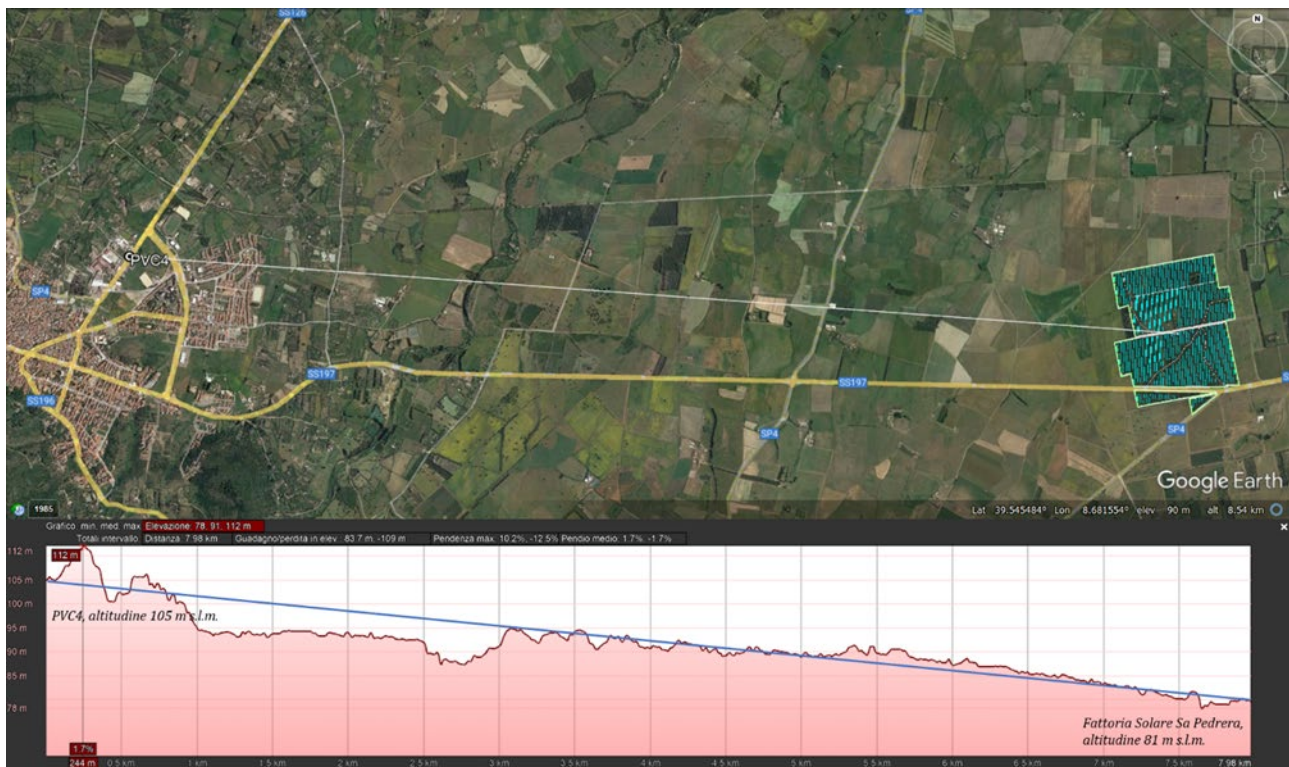 SS126
SP4
N
PVC4
SP4
SS197
SS197
SS196
SP4
SP4
Google Earth
1985
Lat 39.545484° Lon 8.681554° elev 90 m alt 8.54 km
Grafico min. med. max Elevazione: 78, 91, 112 m
Totali intervallo: Distanza: 7.98 km Guadagno/perdita in elev.: 83.7 m, -109 m Pendenza max: 10.2%, -12.5% Pendio medio: 1.7%, -1.7%
112 m
112 m
105 m
PVC4, altitudine 105 m s.l.m.
100 m
95 m
90 m
85 m
78 m
Fattoria Solare Sa Pedrera,
altitudine 81 m s.l.m.
1.7%
244 m 0.5 km 1 km 1.5 km 2 km 2.5 km 3 km 3.5 km 4 km 4.5 km 5 km 5.5 km 6 km 6.5 km 7 km 7.5 km 7.98 km